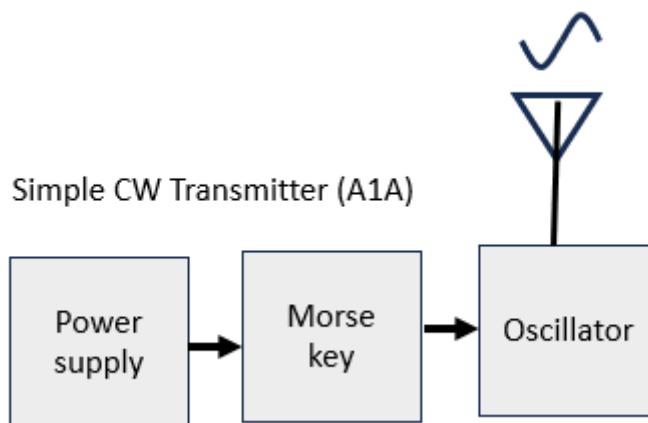 Simple CW Transmitter (A1A)
Power
supply
Morse
key
Oscillator